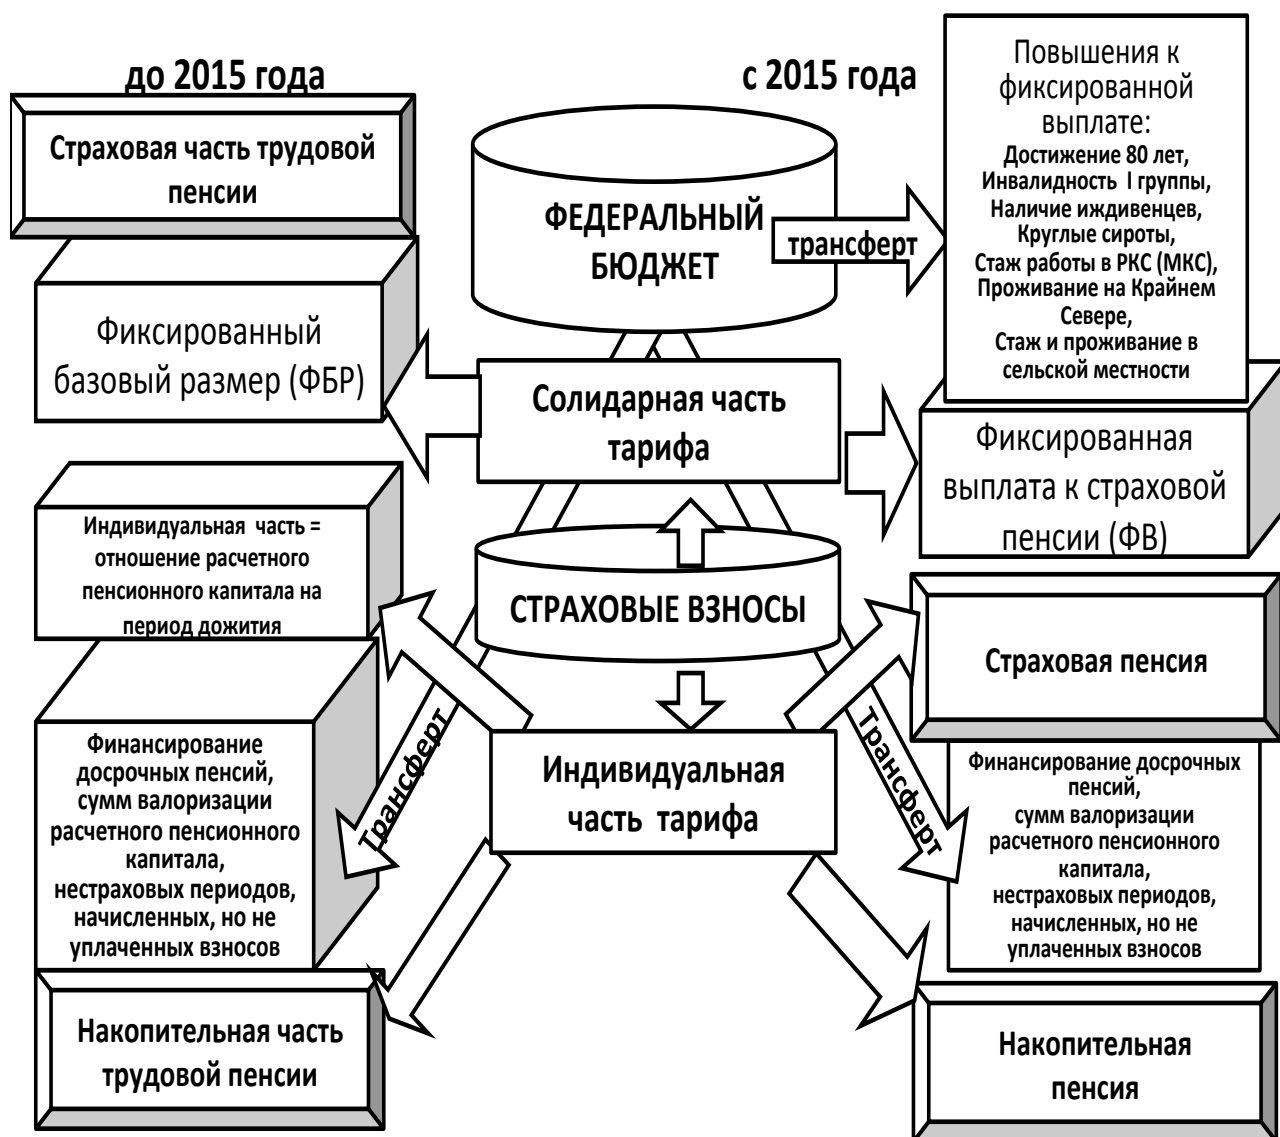 до 2015 года
Страховая часть трудовой
пенсии
Фиксированный
базовый размер (ФБР)
Индивидуальная часть =
отношение расчетного
пенсионного капитала на
период дожития
Финансирование
досрочных пенсий,
сумм валоризации
расчетного пенсионного
капитала,
нестраховых периодов,
начисленных, но не
уплаченных взносов
Накопительная часть
трудовой пенсии
ФЕДЕРАЛЬНЫЙ
БЮДЖЕТ
трансферт
Солидарная часть
тарифа
СТРАХОВЫЕ ВЗНОСЫ
Трансферт
Трансферт
Индивидуальная
часть тарифа
с 2015 года
Повышения к
фиксированной
выплате:
Достижение 80 лет,
Инвалидность I группы,
Наличие иждивенцев,
Круглые сироты,
Стаж работы в РКС (МКС),
Проживание на Крайнем
Севере,
Стаж и проживание в
сельской местности
Фиксированная
выплата к страховой
пенсии (ФВ)
Страховая пенсия
Финансирование досрочных
пенсий,
сумм валоризации
расчетного пенсионного
капитала,
нестраховых периодов,
начисленных, но не
уплаченных взносов
Накопительная
пенсия